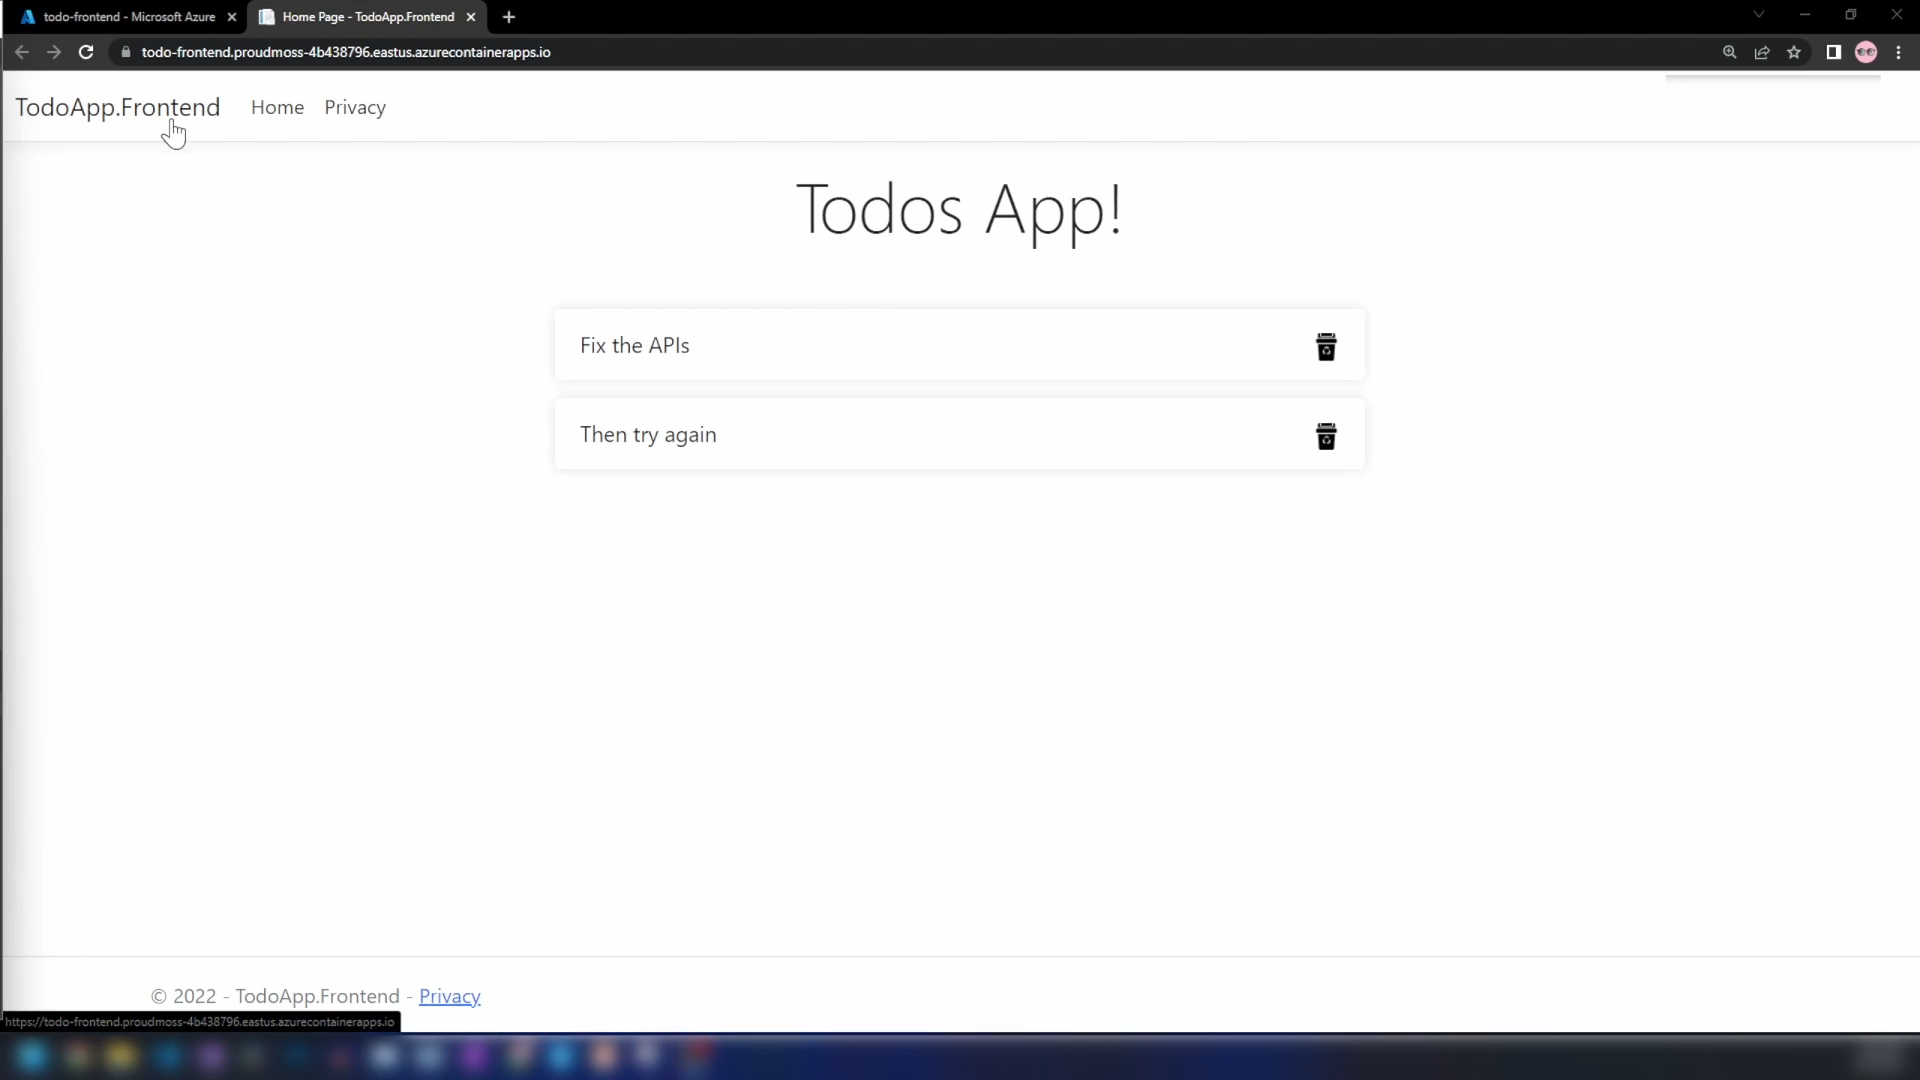 todo-frontend - Microsoft Azure
Home Page - TodoApp.Frontend
todo-frontend.proudmoss-4b438796.eastus.azurecontainerapps.io
TodoApp.Frontend Home Privacy
Todos App!
Fix the APIs
Then try again
© 2022 - TodoApp.Frontend - Privacy
https://todo-frontend.proudmoss-4b438796.eastus.azurecontainerapps.io